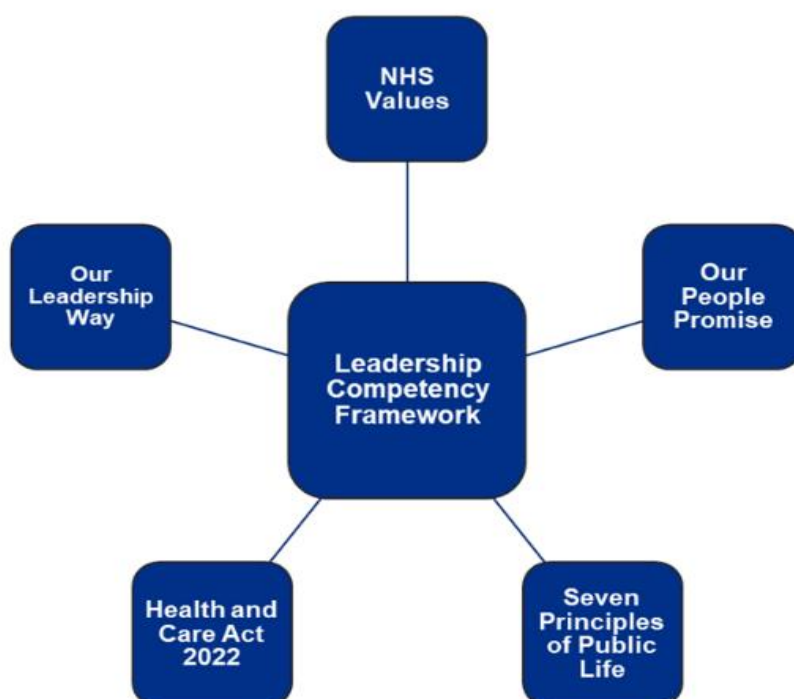 NHS
Values
Our
Leadership
Way
Our
People
Promise
Leadership
Competency
Framework
Health and
Care Act
2022
Seven
Principles
of Public
Life